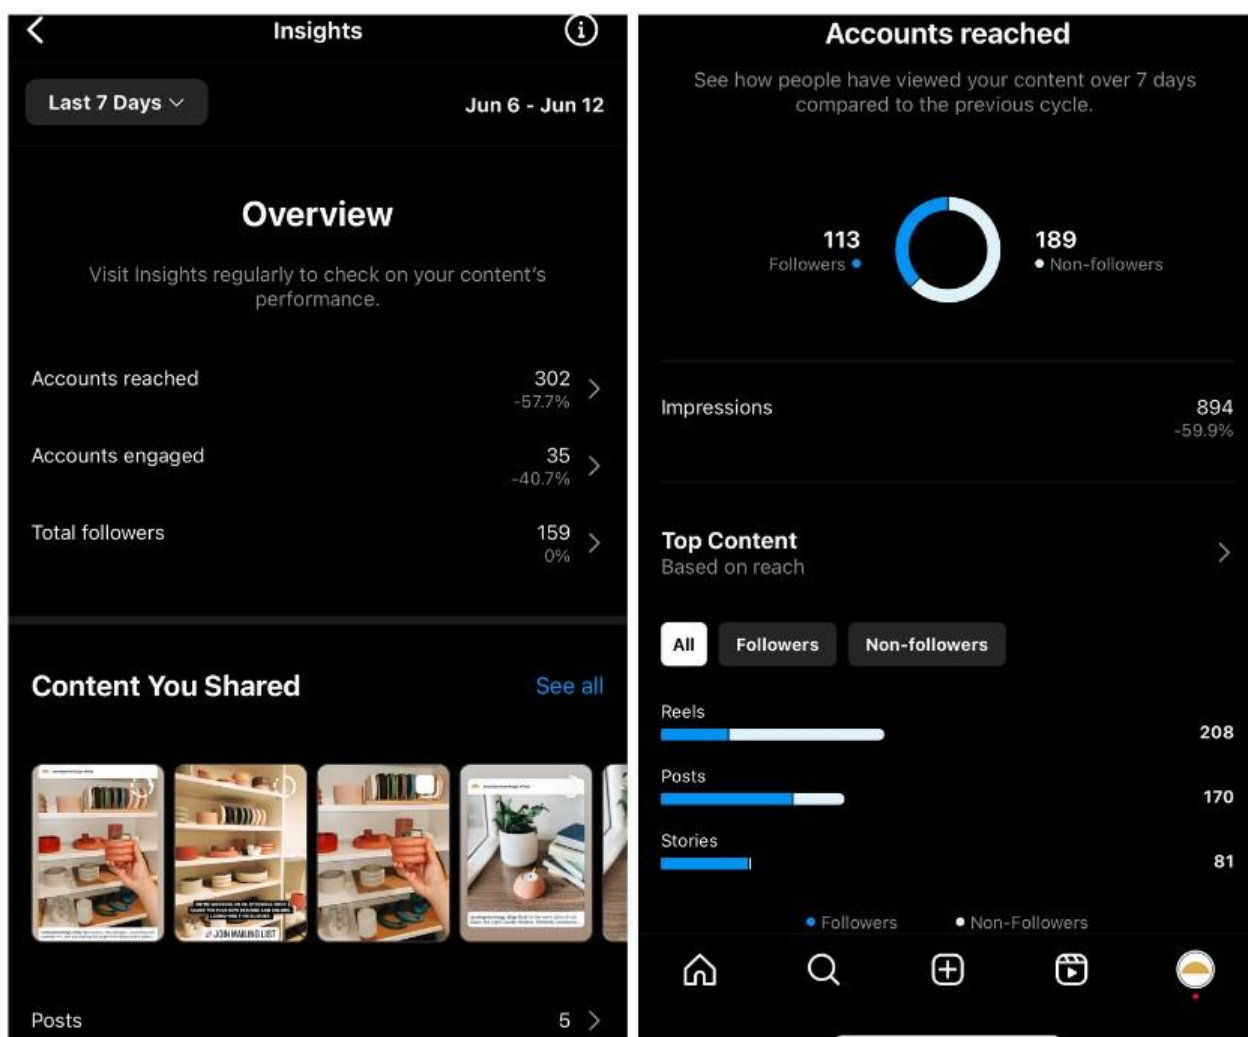 Insights
Last 7 Days
Jun 6 - Jun 12
Overview
Visit Insights regularly to check on your content's
performance.
Accounts reached
302
-57.7%
Accounts engaged
35
-40.7%
Total followers
159
0%
Content You Shared
See all
JOIN MAILING LIST
Posts
5
Accounts reached
See how people have viewed your content over 7 days
compared to the previous cycle.
113
Followers
189
Non-followers
Impressions
894
-59.9%
Top Content
Based on reach
All
Followers
Non-followers
Reels
208
Posts
170
Stories
81
Followers
Non-Followers